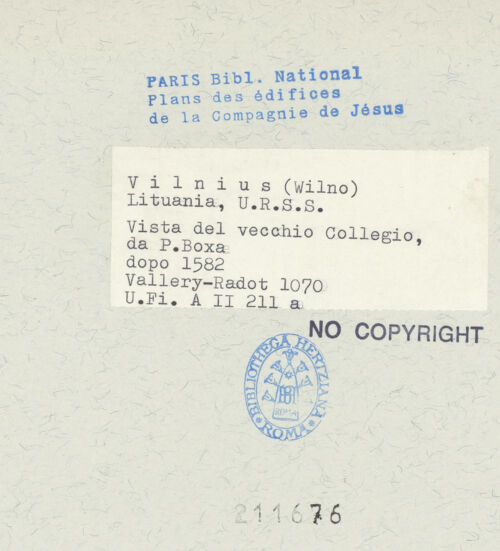 PARIS Bibl. National
Plans des édifices
de la Compagnie de Jésus
V i l n i u s (Wilno)
Lituania, U.R.S.S.
Vista del vecchio Collegio,
da P.Boxa
dopo 1582
Vallery-Radot 1070
U.Fi. A II 211 a
NO COPYRIGHT
BIBLIOTHECA HERTZIANA
ROMA
211676